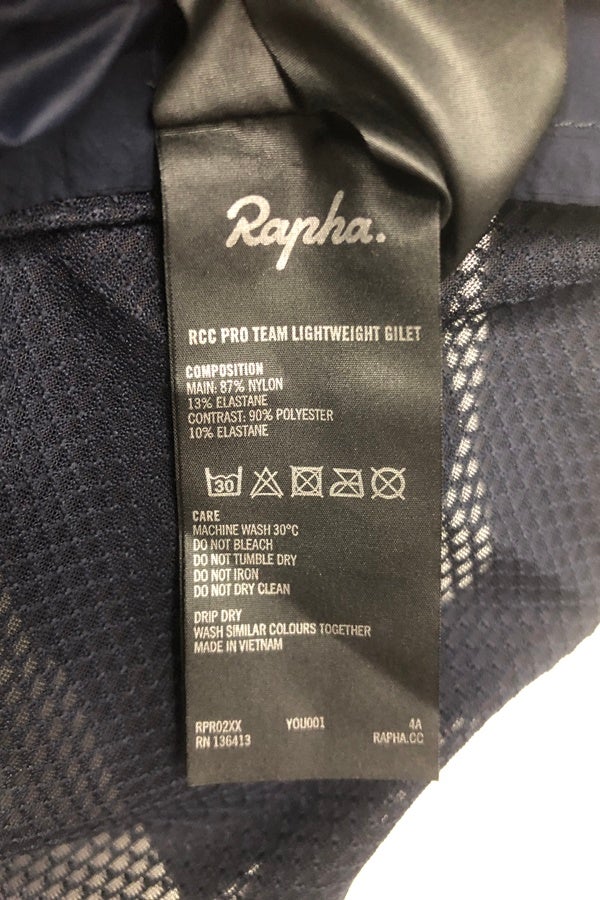 Rapha.
RCC PRO TEAM LIGHTWEIGHT GILET
COMPOSITION
MAIN: 87% NYLON
13% ELASTANE
CONTRAST: 90% POLYESTER
10% ELASTANE
30
CARE
MACHINE WASH 30°C
DO NOT BLEACH
DO NOT TUMBLE DRY
DO NOT IRON
DO NOT DRY CLEAN
DRIP DRY
WASH SIMILAR COLOURS TOGETHER
MADE IN VIETNAM
RPR02XX YOU001 4A
RN 136413 RAPHA.CC